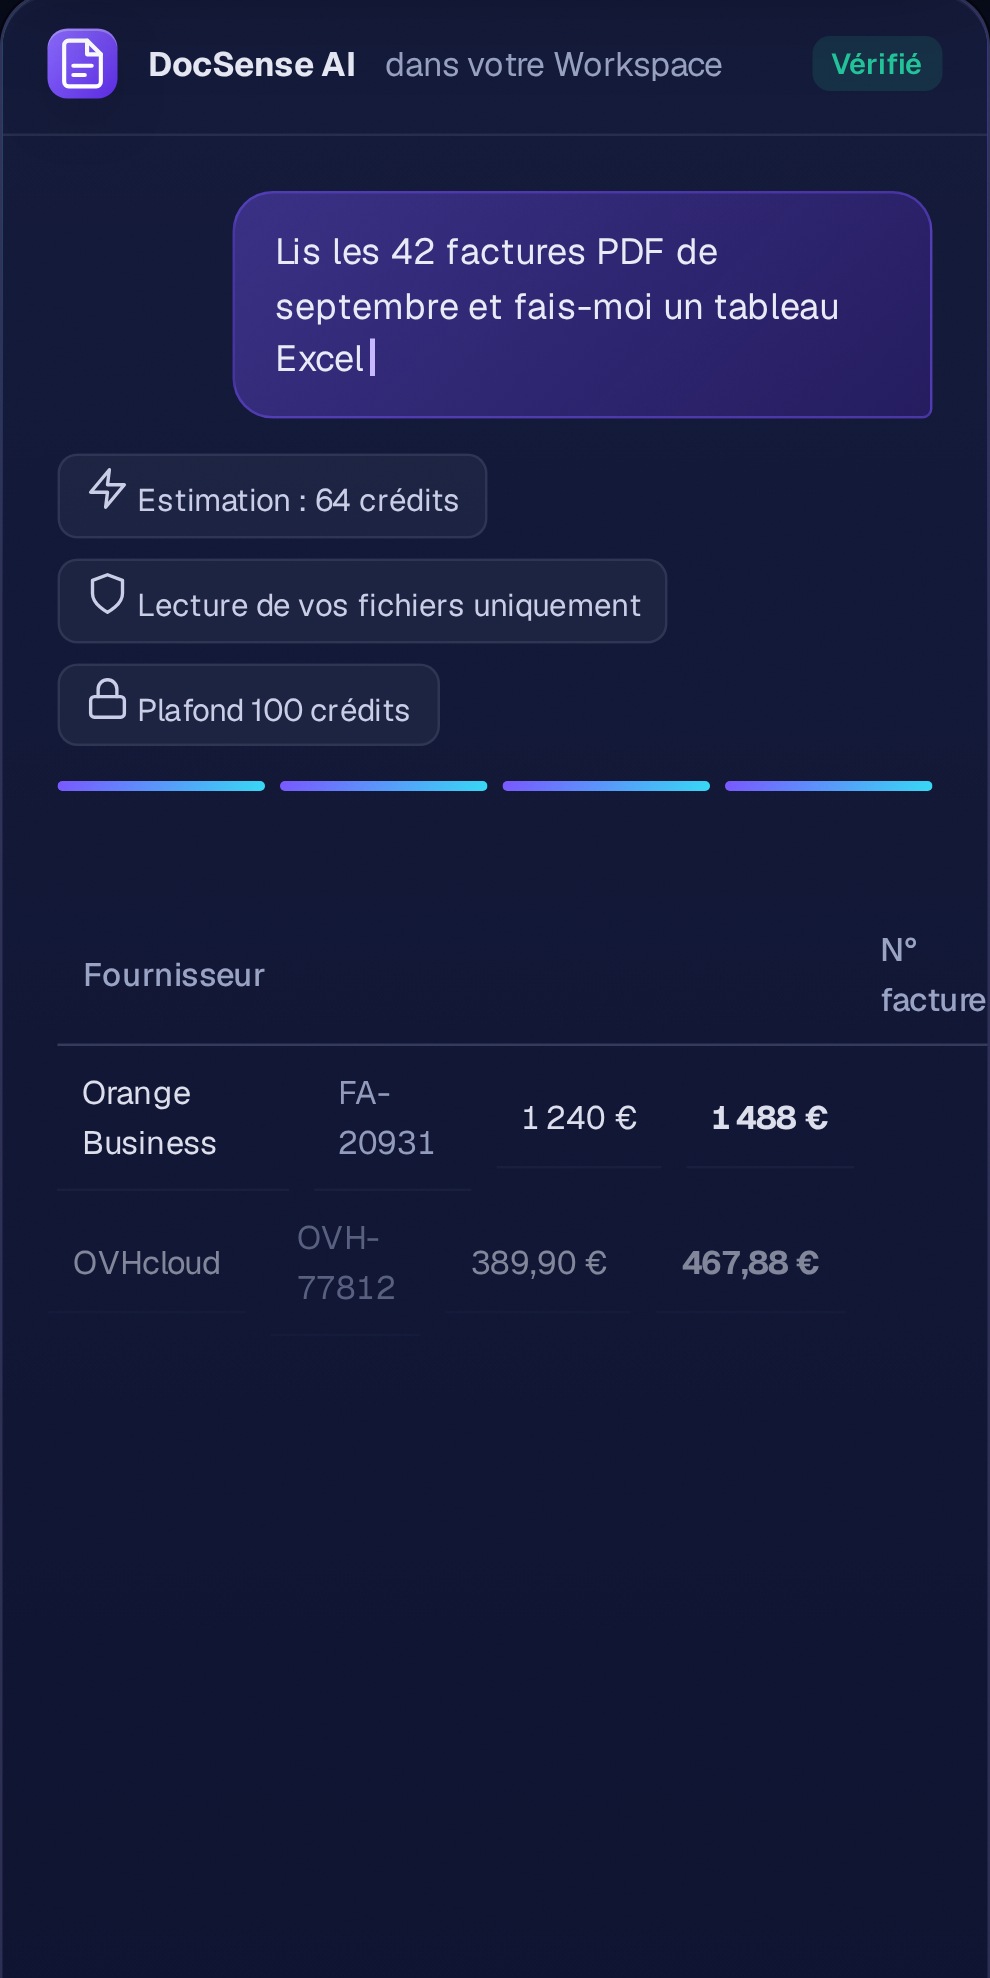 DocSense AI dans votre Workspace Vérifié
Lis les 42 factures PDF de
septembre et fais-moi un tableau
Excel
Estimation : 64 crédits
Lecture de vos fichiers uniquement
Plafond 100 crédits
Fournisseur N° facture
Orange Business FA-20931 1 240 € 1 488 €
OVHcloud OVH-77812 389,90 € 467,88 €